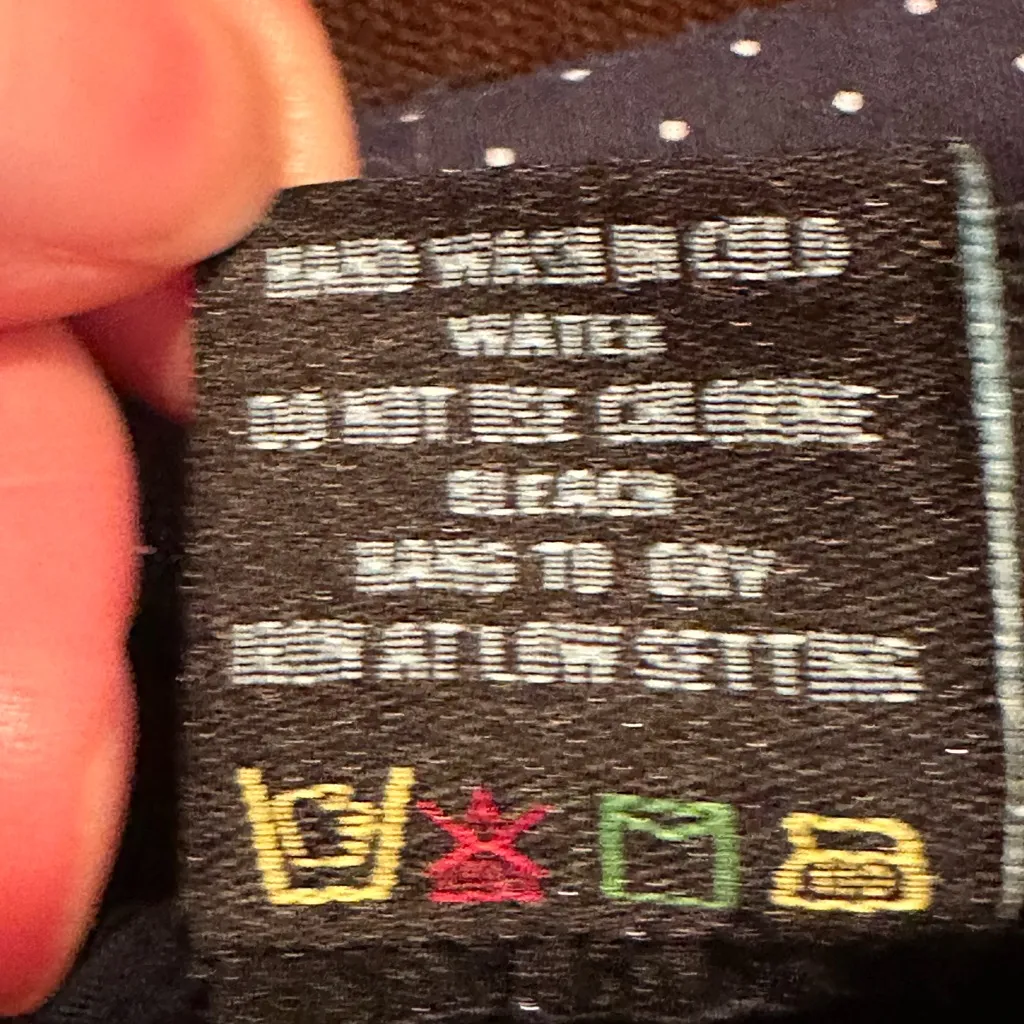 HAND WASH IN COLD
WATER
DO NOT USE CHLORINE
BLEACH
HANG TO DRY
IRON AT LOW SETTING